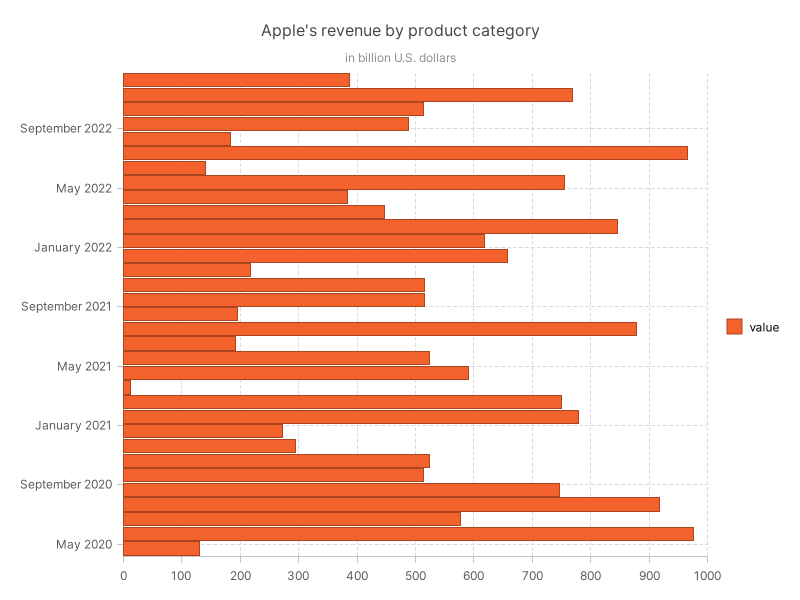 Apple's revenue by product category
in billion U.S. dollars
September 2022
May 2022
January 2022
September 2021
May 2021
January 2021
September 2020
May 2020
0 100 200 300 400 500 600 700 800 900 1000
value